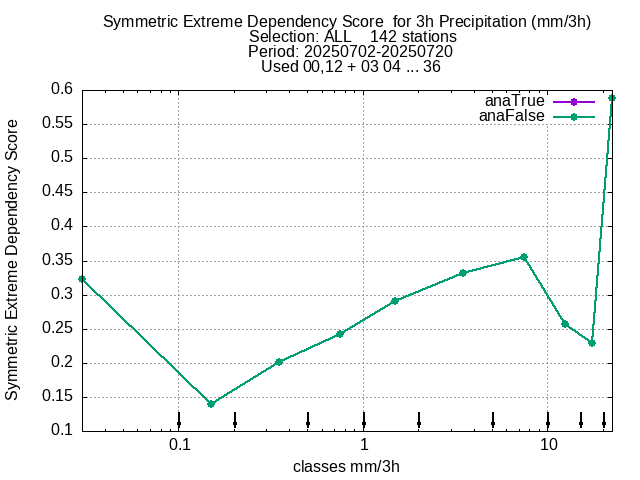 Symmetric Extreme Dependency Score  for 3h Precipitation (mm/3h)
Selection: ALL    142 stations
Period: 20250702-20250720
Used 00,12 + 03 04 ... 36
anaTrue
anaFalse
0.6
0.55
0.5
0.45
0.4
0.35
0.3
0.25
0.2
0.15
0.1
Symmetric Extreme Dependency Score
0.1 1 10
classes mm/3h